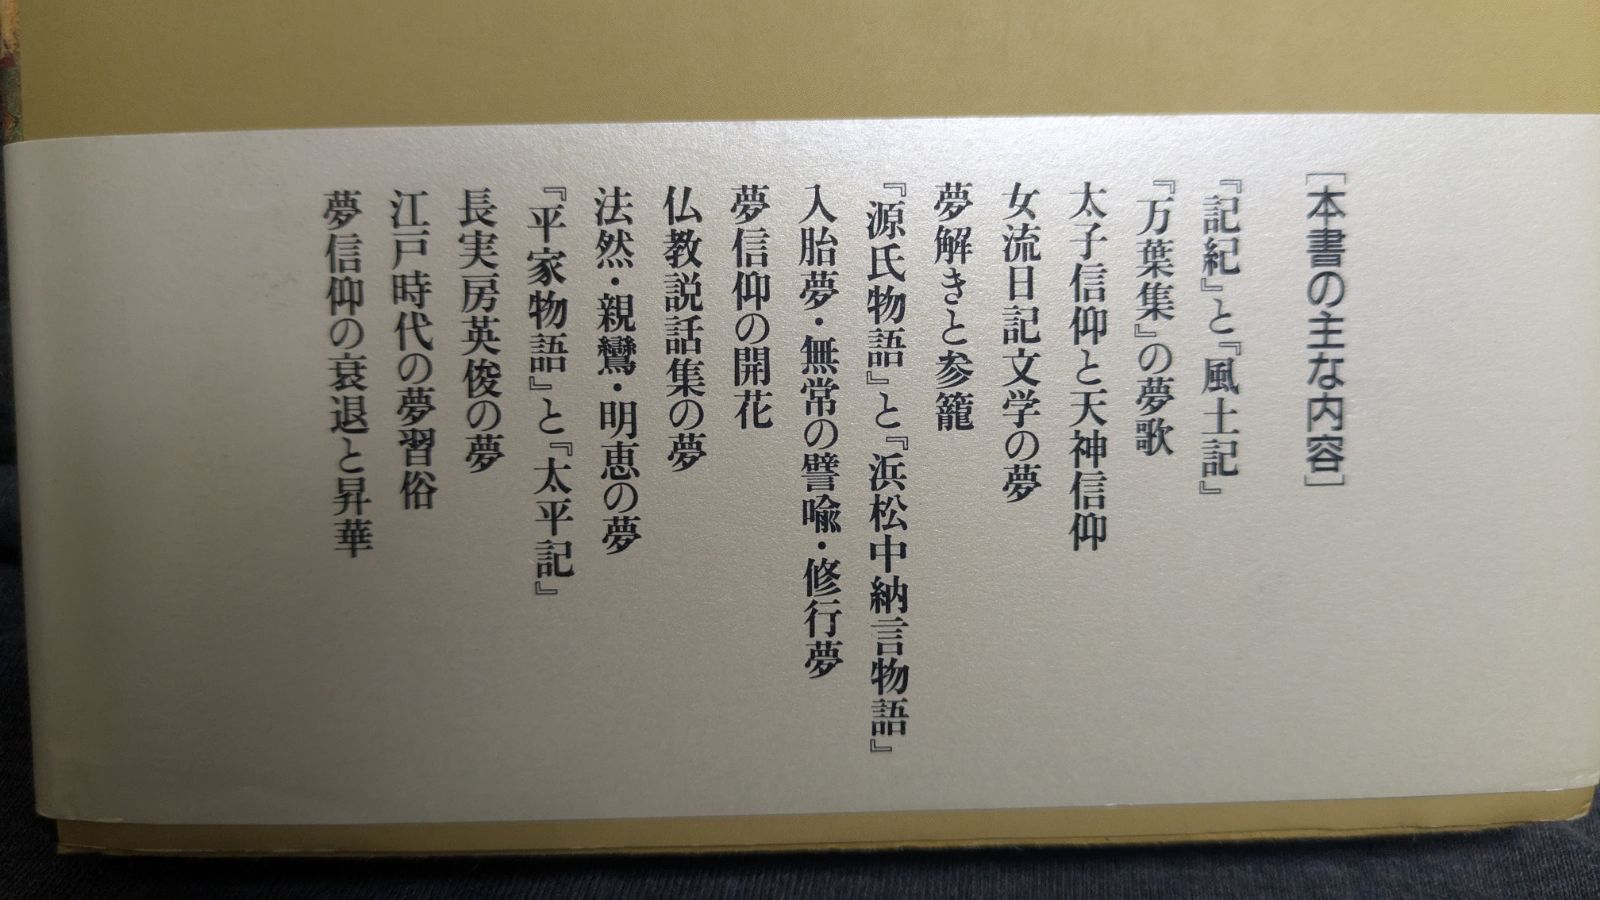 [本書の主な内容]
『記紀』と『風土記』
『万葉集』の夢歌
太子信仰と天神信仰
女流日記文学の夢
夢解きと参籠
『源氏物語』と『浜松中納言物語』
入胎夢・無常の譬喩・修行夢
夢信仰の開花
仏教説話集の夢
法然・親鸞・明恵の夢
『平家物語』と『太平記』
長実房英俊の夢
江戸時代の夢習俗
夢信仰の衰退と昇華